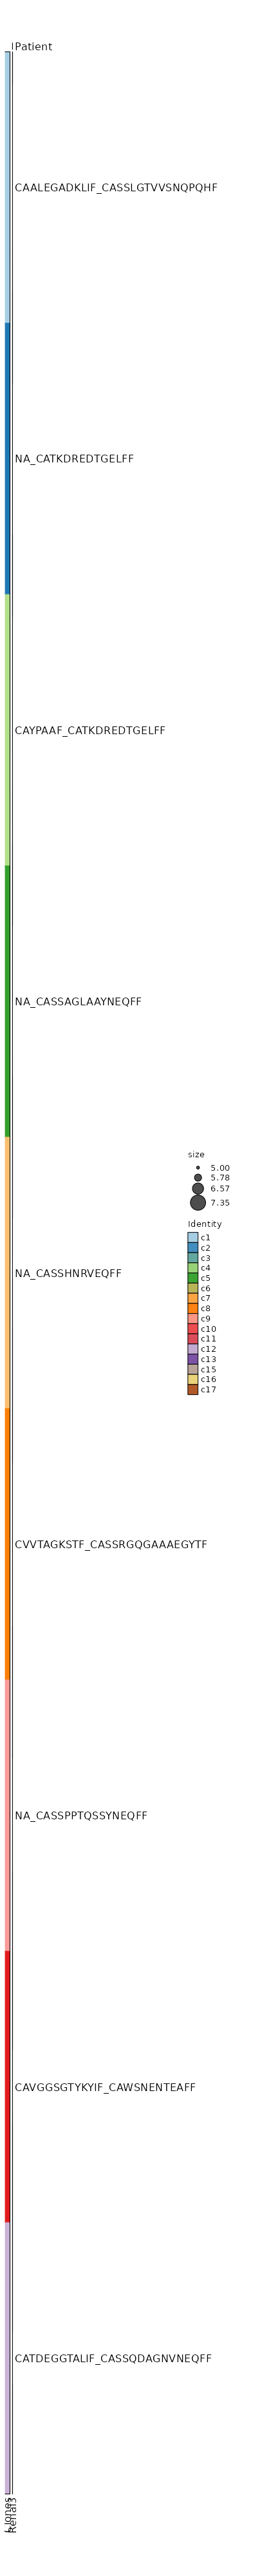 Patient
CAALEGADKLIF_CASSLGTVVSNQPQHF
NA_CATKDREDTGELFF
CAYPAAF_CATKDREDTGELFF
NA_CASSAGLAAYNEQFF
size
5.00
5.78
6.57
7.35
Identity
c1
c2
c3
c4
c5
c6
c7
c8
c9
c10
c11
c12
c13
c15
c16
c17
NA_CASSHNRVEQFF
CVVTAGKSTF_CASSRGQGAAAEGYTF
NA_CASSPPTQSSYNEQFF
CAVGGSGTYKYIF_CAWSNENTEAFF
CATDEGGTALIF_CASSQDAGNVNEQFF
Renal3